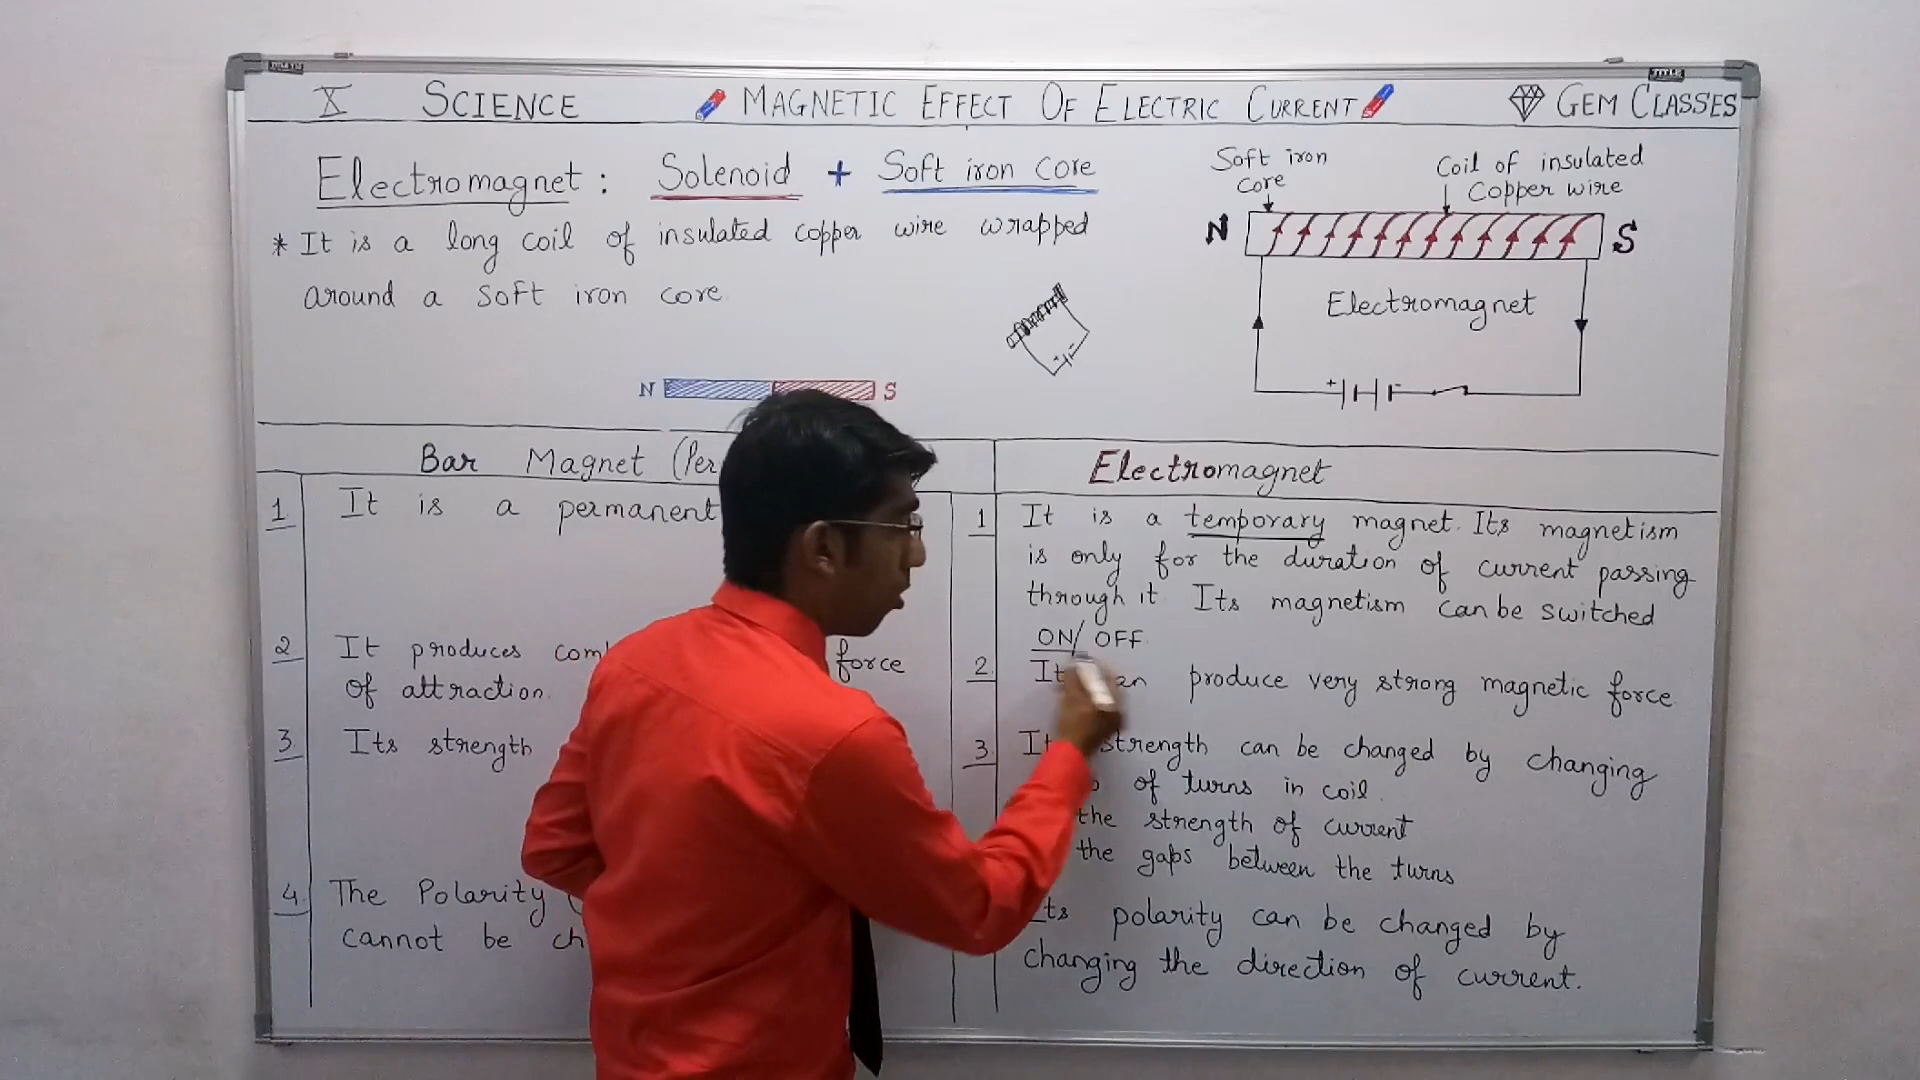 X SCIENCE MAGNETIC EFFECT OF ELECTRIC CURRENT GEM CLASSES
Electromagnet: Solenoid + Soft iron core
* It is a long coil of insulated copper wire wrapped
around a soft iron core.
N S
Soft iron
core
Coil of insulated
copper wire
N S
Electromagnet
+ -
+ -
Bar Magnet (Per
1 It is a permanent
2 It produces force
of attraction.
3 Its strength
4. The Polarity (
cannot be ch
Electromagnet
1 It is a temporary magnet. Its magnetism
is only for the duration of current passing
through it. Its magnetism can be switched
ON/OFF.
2. It produce very strong magnetic force.
3. strength can be changed by changing
of turns in coil.
the strength of current
the gaps between the turns
Its polarity can be changed by
changing the direction of current.